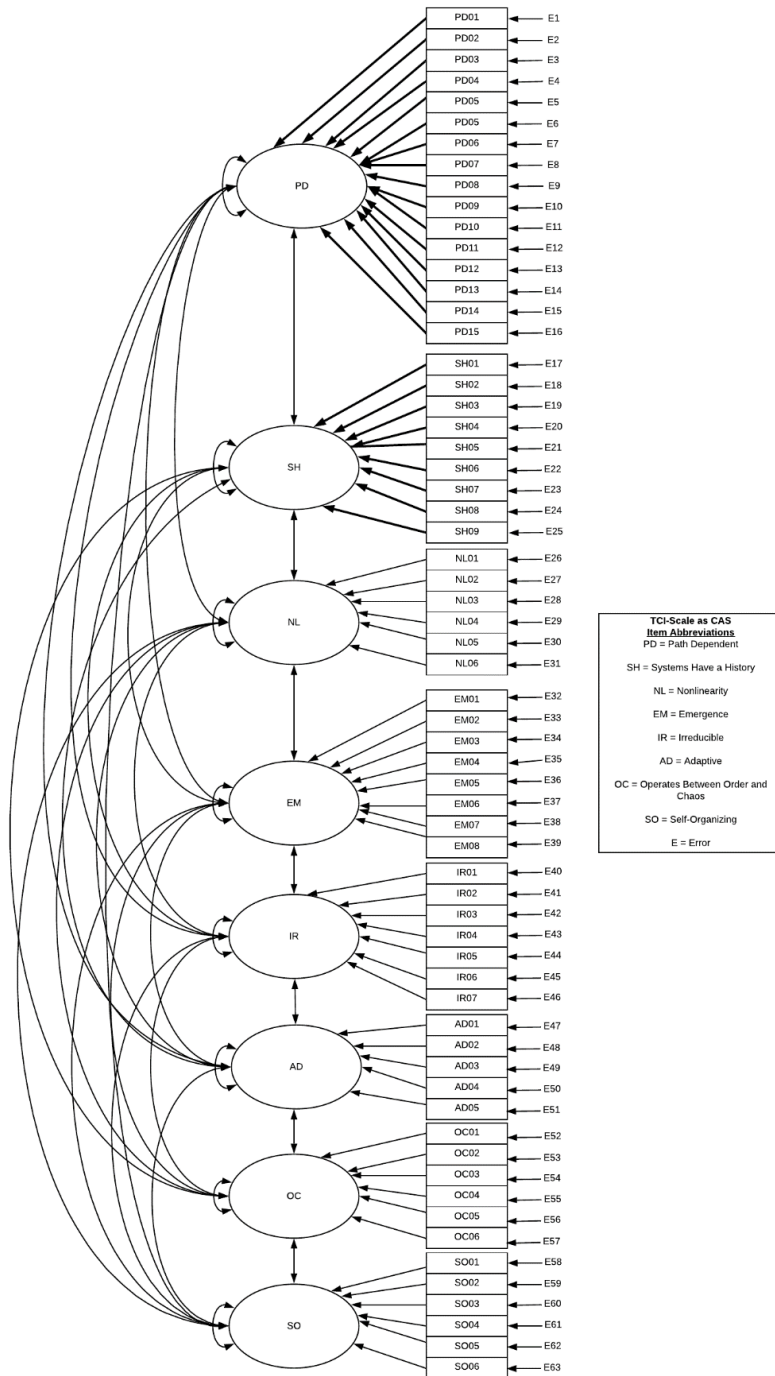 PD01 E1
PD02 E2
PD03 E3
PD04 E4
PD05 E5
PD05 E6
PD06 E7
PD07 E8
PD08 E9
PD09 E10
PD10 E11
PD11 E12
PD12 E13
PD13 E14
PD14 E15
PD15 E16
PD
SH01 E17
SH02 E18
SH03 E19
SH04 E20
SH05 E21
SH06 E22
SH07 E23
SH08 E24
SH09 E25
SH
NL01 E26
NL02 E27
NL03 E28
NL04 E29
NL05 E30
NL06 E31
NL
EM01 E32
EM02 E33
EM03 E34
EM04 E35
EM05 E36
EM06 E37
EM07 E38
EM08 E39
EM
IR01 E40
IR02 E41
IR03 E42
IR04 E43
IR05 E44
IR06 E45
IR07 E46
IR
AD01 E47
AD02 E48
AD03 E49
AD04 E50
AD05 E51
AD
OC01 E52
OC02 E53
OC03 E54
OC04 E55
OC05 E56
OC06 E57
OC
SO01 E58
SO02 E59
SO03 E60
SO04 E61
SO05 E62
SO06 E63
SO
TCI-Scale as CAS
Item Abbreviations
PD = Path Dependent
SH = Systems Have a History
NL = Nonlinearity
EM = Emergence
IR = Irreducible
AD = Adaptive
OC = Operates Between Order and
Chaos
SO = Self-Organizing
E = Error